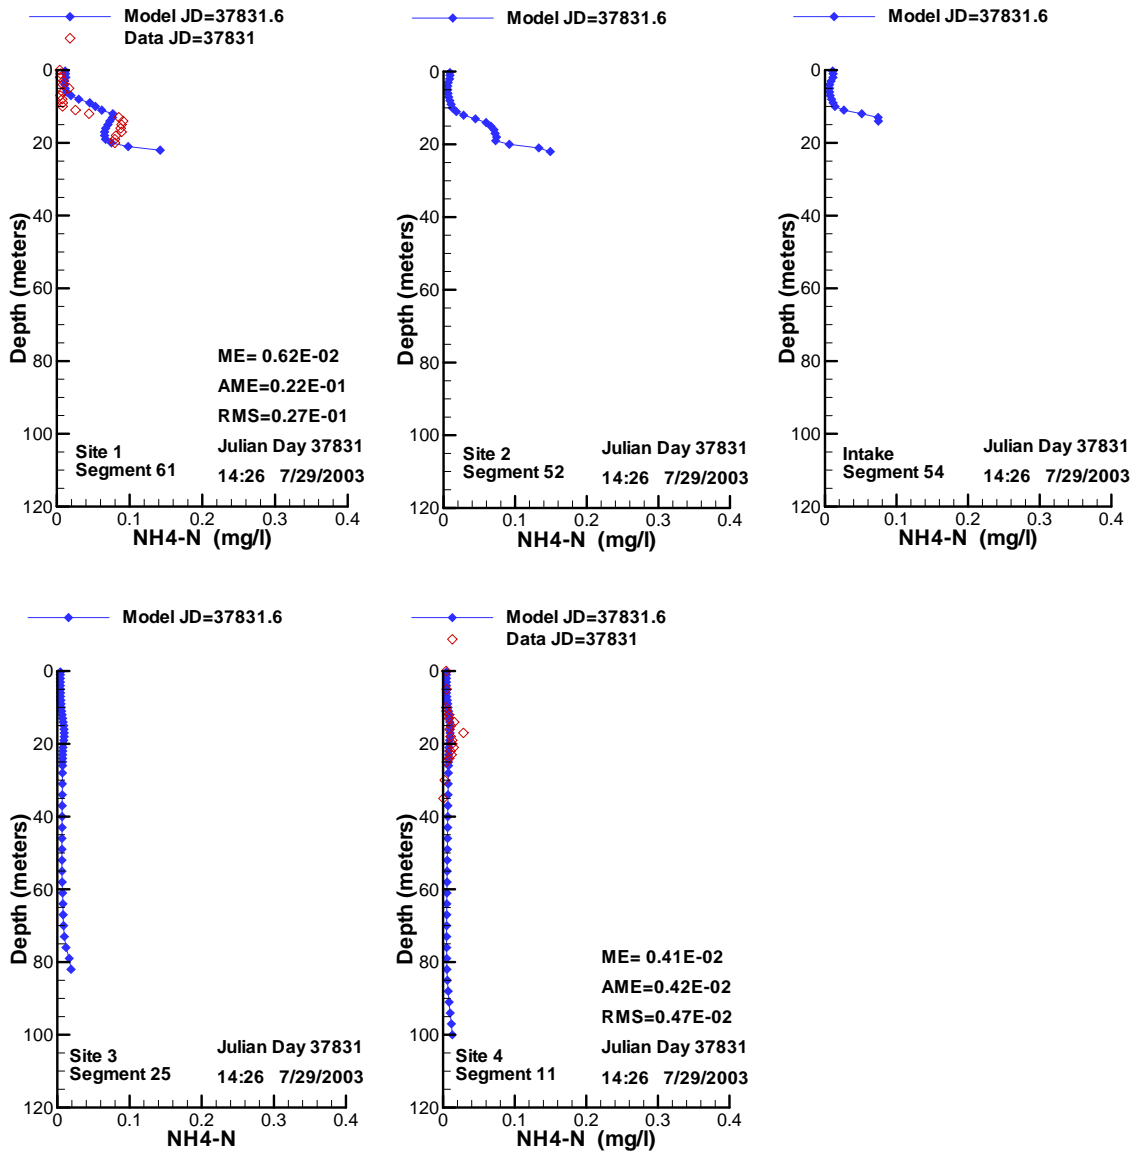 Model JD=37831.6
Data JD=37831
0
20
40
60
80
100
120
Depth (meters)
ME= 0.62E-02
AME=0.22E-01
RMS=0.27E-01
Julian Day 37831
14:26 7/29/2003
Site 1
Segment 61
0 0.1 0.2 0.3 0.4
NH4-N (mg/l)
Model JD=37831.6
0
20
40
60
80
100
120
Depth (meters)
Site 2
Segment 52
Julian Day 37831
14:26 7/29/2003
0 0.1 0.2 0.3 0.4
NH4-N (mg/l)
Model JD=37831.6
0
20
40
60
80
100
120
Depth (meters)
Intake
Segment 54
Julian Day 37831
14:26 7/29/2003
0 0.1 0.2 0.3 0.4
NH4-N (mg/l)
Model JD=37831.6
0
20
40
60
80
100
120
Depth (meters)
Site 3
Segment 25
Julian Day 37831
14:26 7/29/2003
0 0.1 0.2 0.3 0.4
NH4-N
Model JD=37831.6
Data JD=37831
0
20
40
60
80
100
120
Depth (meters)
ME= 0.41E-02
AME=0.42E-02
RMS=0.47E-02
Julian Day 37831
14:26 7/29/2003
Site 4
Segment 11
0 0.1 0.2 0.3 0.4
NH4-N (mg/l)